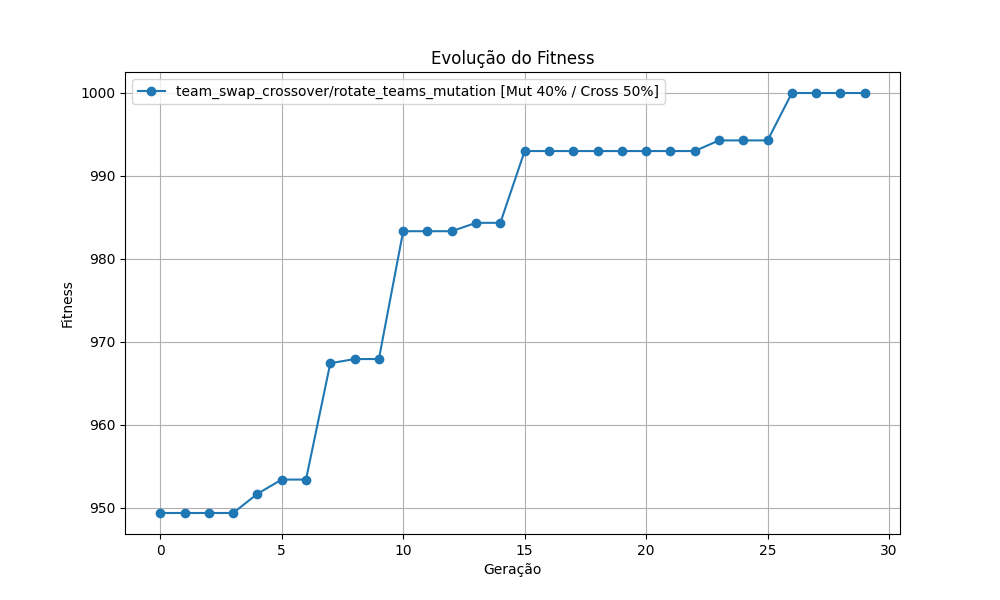 Evolução do Fitness
team_swap_crossover/rotate_teams_mutation [Mut 40% / Cross 50%]
1000
990
980
970
960
950
Fitness
0 5 10 15 20 25 30
Geração